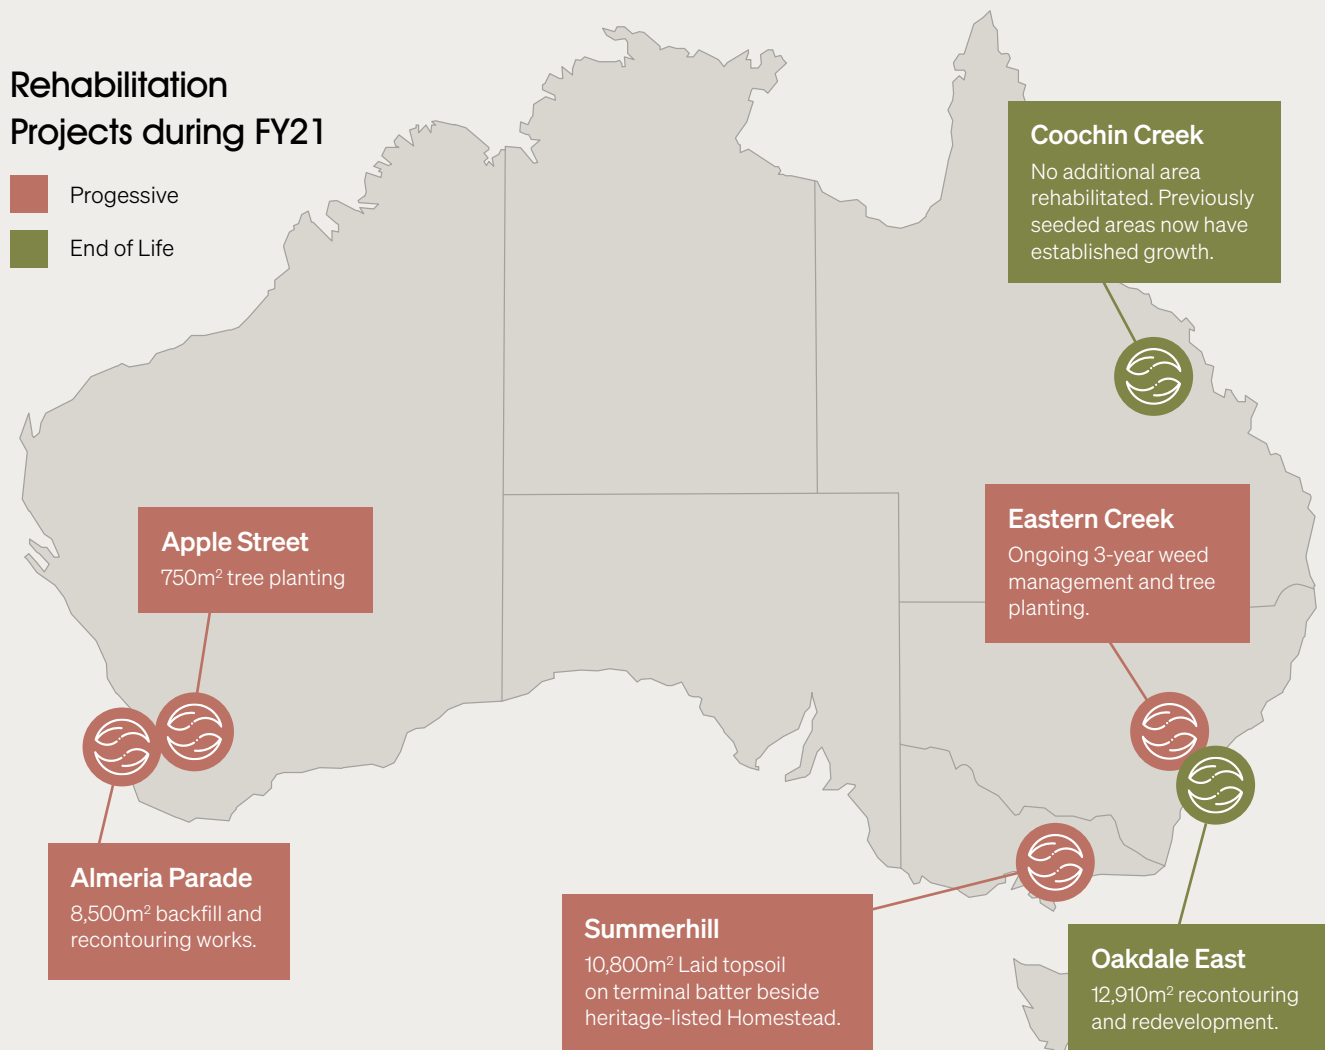 Rehabilitation
Projects during FY21
Progessive
End of Life
Coochin Creek
No additional area
rehabilitated. Previously
seeded areas now have
established growth.
Apple Street
750m² tree planting
Eastern Creek
Ongoing 3-year weed
management and tree
planting.
Almeria Parade
8,500m² backfill and
recontouring works.
Summerhill
10,800m² Laid topsoil
on terminal batter beside
heritage-listed Homestead.
Oakdale East
12,910m² recontouring
and redevelopment.